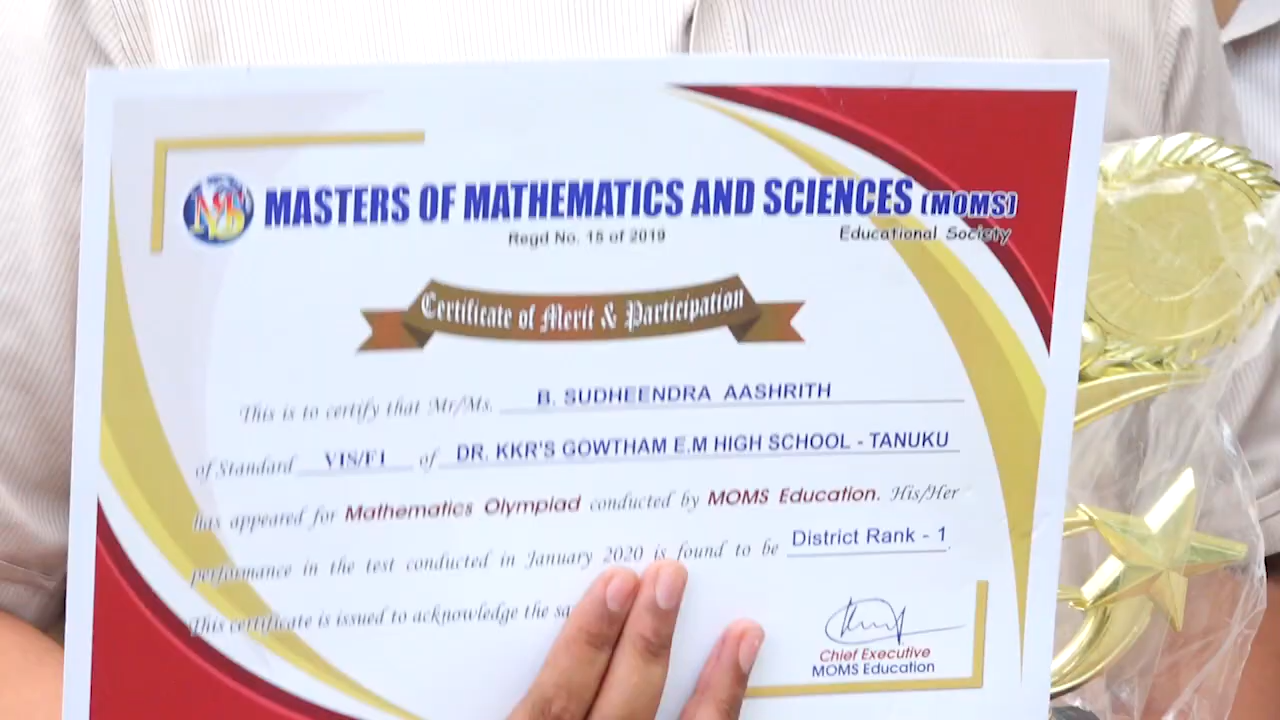 MASTERS OF MATHEMATICS AND SCIENCES (MOMS)
Regd No. 15 of 2019
Educational Society
Certificate of Merit & Participation
This is to certify that Mr/Ms. B. SUDHEENDRA AASHRITH
of Standard VIS/F1 of DR. KKR'S GOWTHAM E.M HIGH SCHOOL - TANUKU
has appeared for Mathematics Olympiad conducted by MOMS Education. His/Her
performance in the test conducted in January 2020 is found to be District Rank - 1.
This certificate is issued to acknowledge the
Chief Executive
MOMS Education